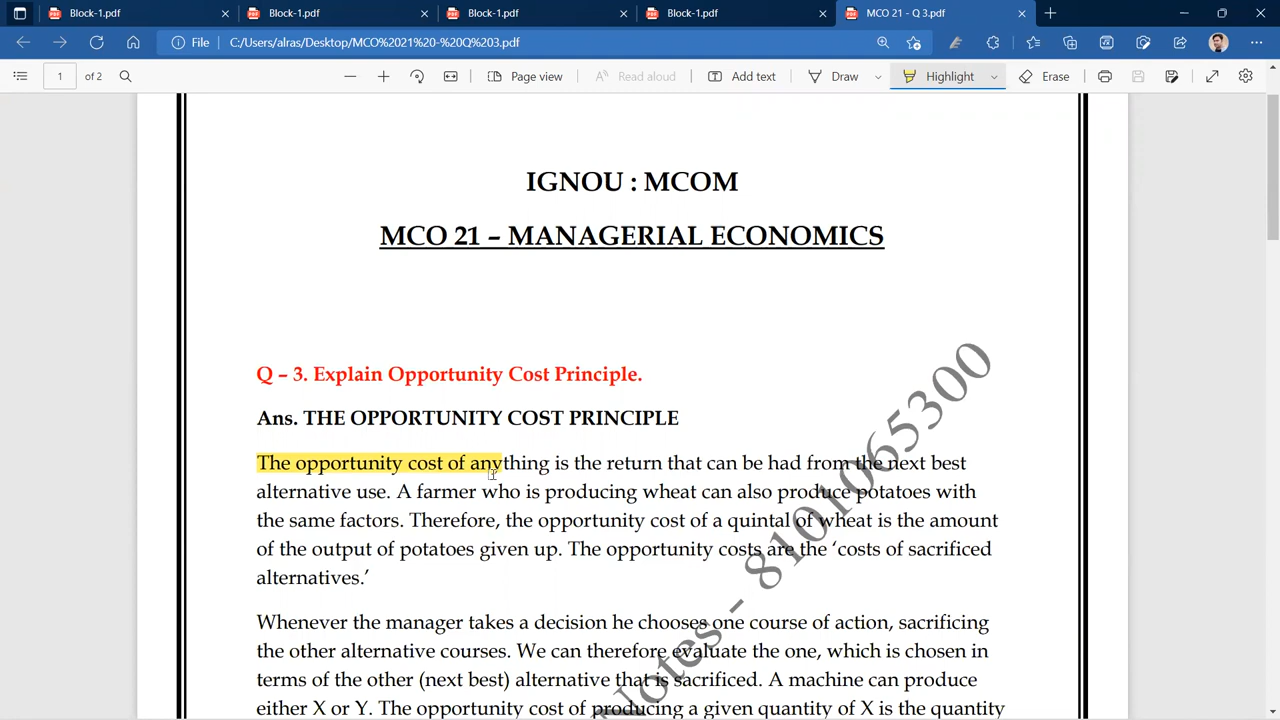 Block-1.pdf
Block-1.pdf
Block-1.pdf
Block-1.pdf
MCO 21 - Q 3.pdf
File C:/Users/alras/Desktop/MCO%2021%20-%20Q%203.pdf
1 of 2
Page view
Read aloud
Add text
Draw
Highlight
Erase
IGNOU : MCOM
MCO 21 – MANAGERIAL ECONOMICS
Q – 3. Explain Opportunity Cost Principle.
Ans. THE OPPORTUNITY COST PRINCIPLE
The opportunity cost of anything is the return that can be had from the next best
alternative use. A farmer who is producing wheat can also produce potatoes with
the same factors. Therefore, the opportunity cost of a quintal of wheat is the amount
of the output of potatoes given up. The opportunity costs are the ‘costs of sacrificed
alternatives.’
Whenever the manager takes a decision he chooses one course of action, sacrificing
the other alternative courses. We can therefore evaluate the one, which is chosen in
terms of the other (next best) alternative that is sacrificed. A machine can produce
either X or Y. The opportunity cost of producing a given quantity of X is the quantity
Notes - 8101065300